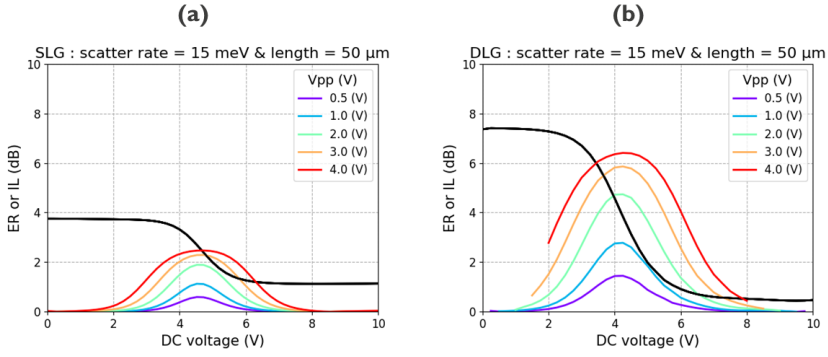 (a)
SLG : scatter rate = 15 meV & length = 50 μm
ER or IL (dB)
10
8
6
4
2
0
0 2 4 6 8 10
DC voltage (V)
Vpp (V)
0.5 (V)
1.0 (V)
2.0 (V)
3.0 (V)
4.0 (V)
(b)
DLG : scatter rate = 15 meV & length = 50 μm
ER or IL (dB)
10
8
6
4
2
0
0 2 4 6 8 10
DC voltage (V)
Vpp (V)
0.5 (V)
1.0 (V)
2.0 (V)
3.0 (V)
4.0 (V)